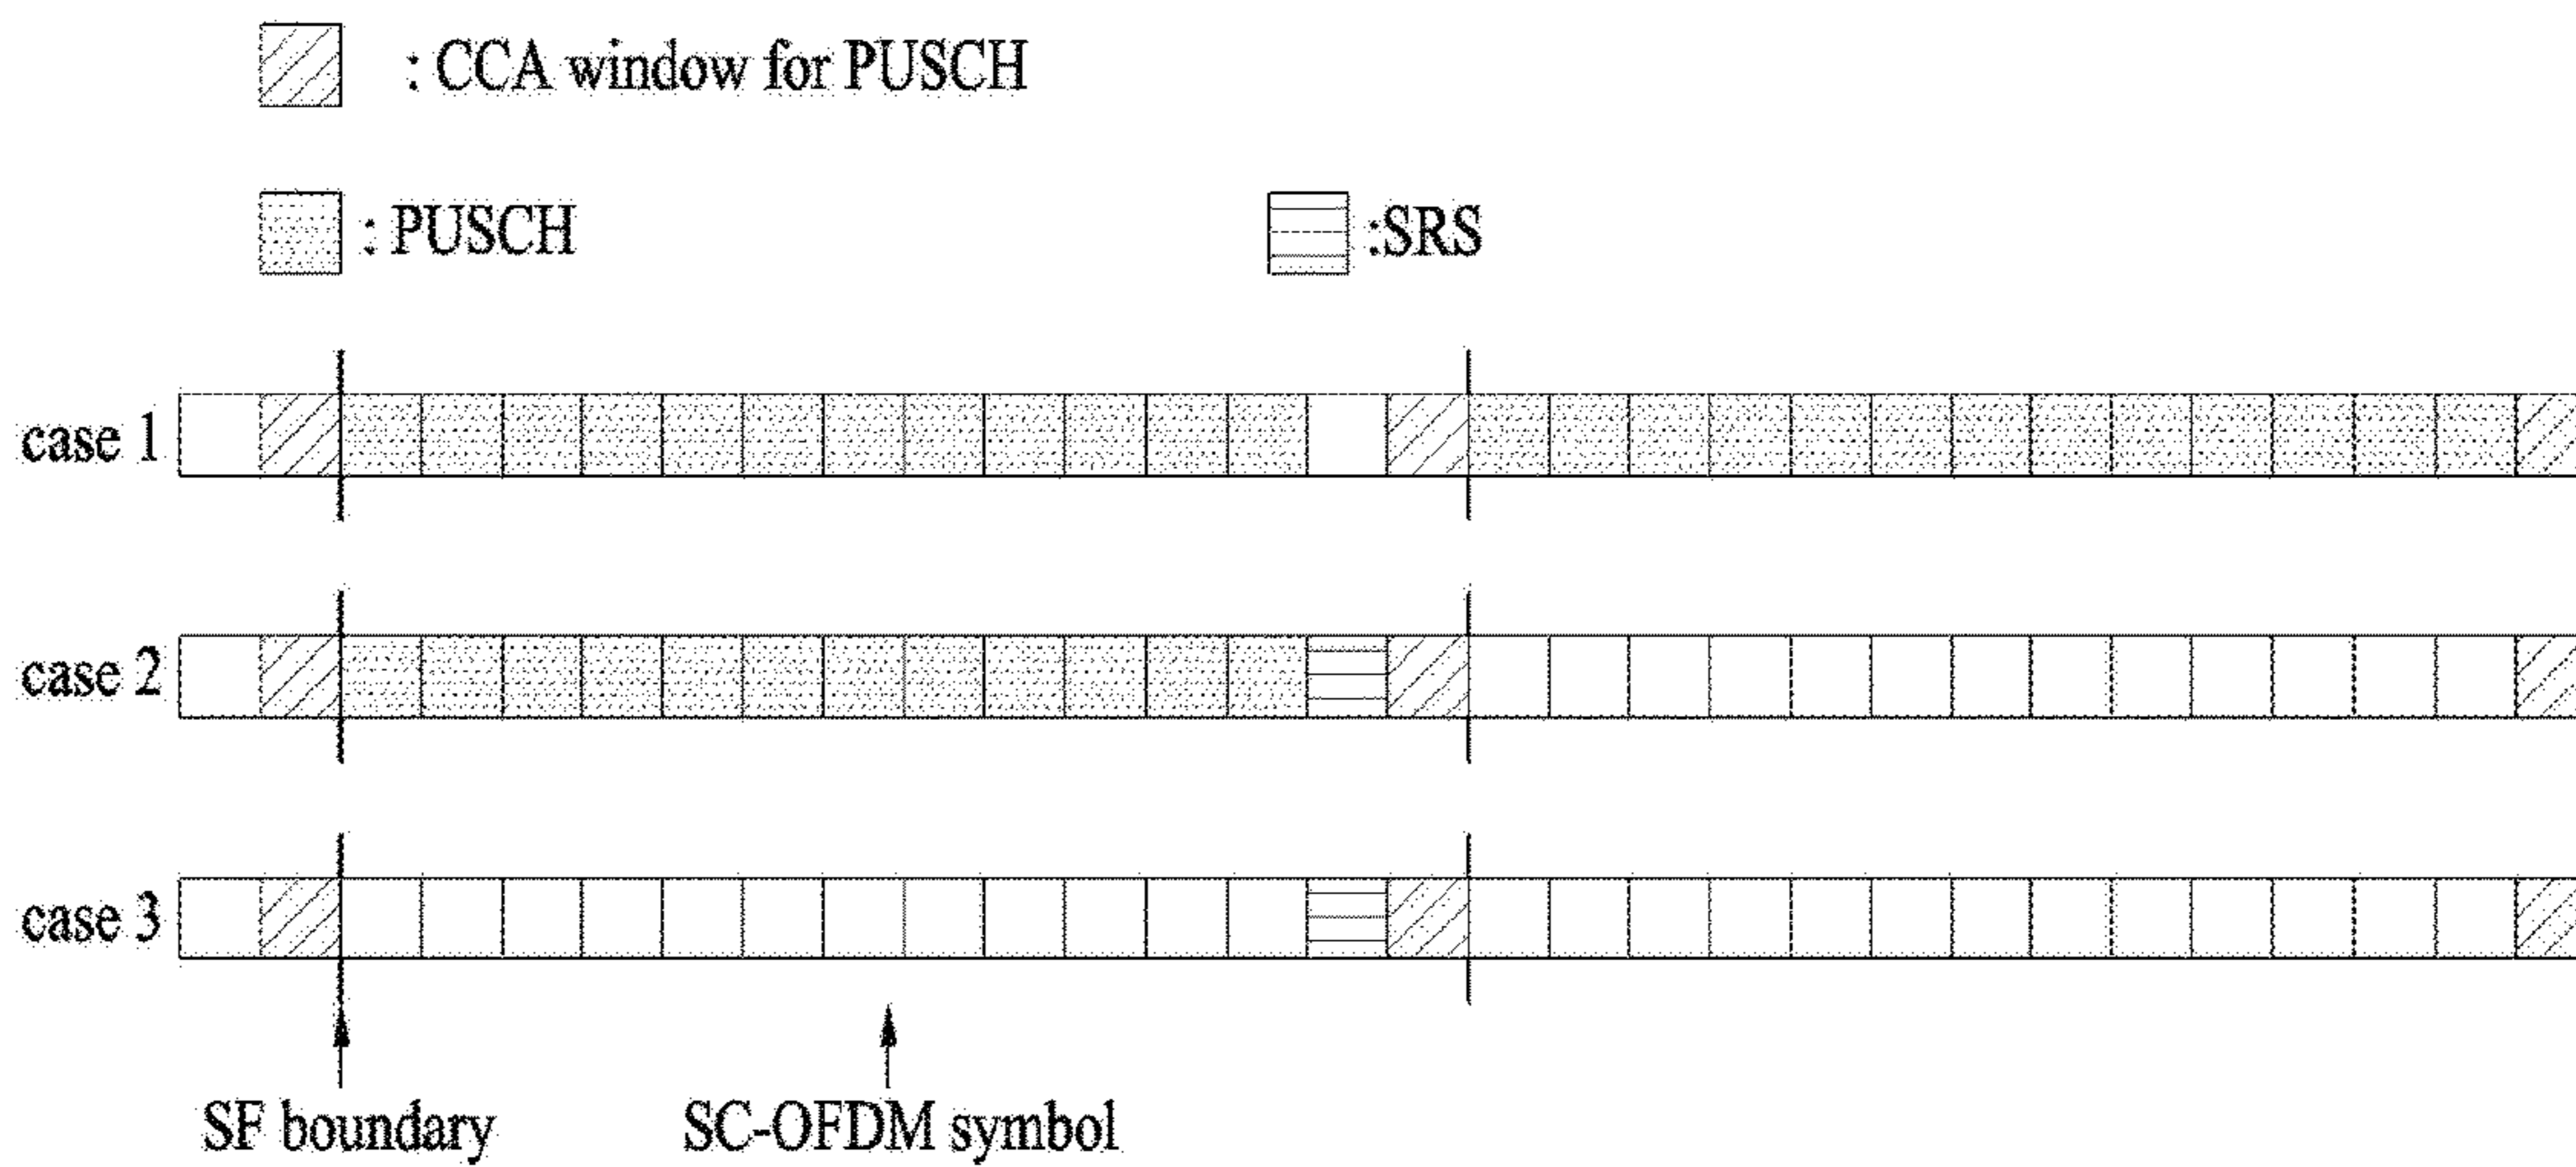 : CCA window for PUSCH
: PUSCH
:SRS
case 1
case 2
case 3
SF boundary
SC-OFDM symbol